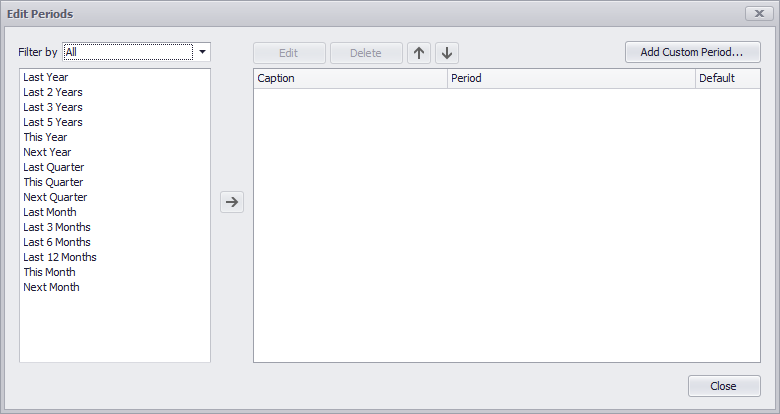 Edit Periods
Filter by All Edit Delete Add Custom Period...
Caption Period Default
Last Year
Last 2 Years
Last 3 Years
Last 5 Years
This Year
Next Year
Last Quarter
This Quarter
Next Quarter
Last Month
Last 3 Months
Last 6 Months
Last 12 Months
This Month
Next Month
Close